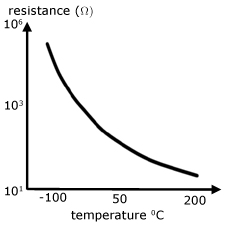 resistance (Ω)
10⁶
10³
10¹
-100 50 200
temperature ⁰C